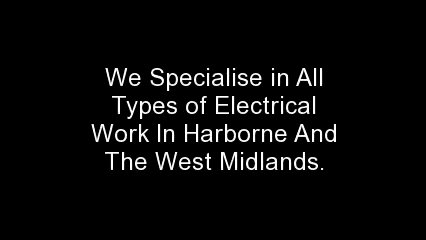 We Specialise in All
Types of Electrical
Work In Harborne And
The West Midlands.